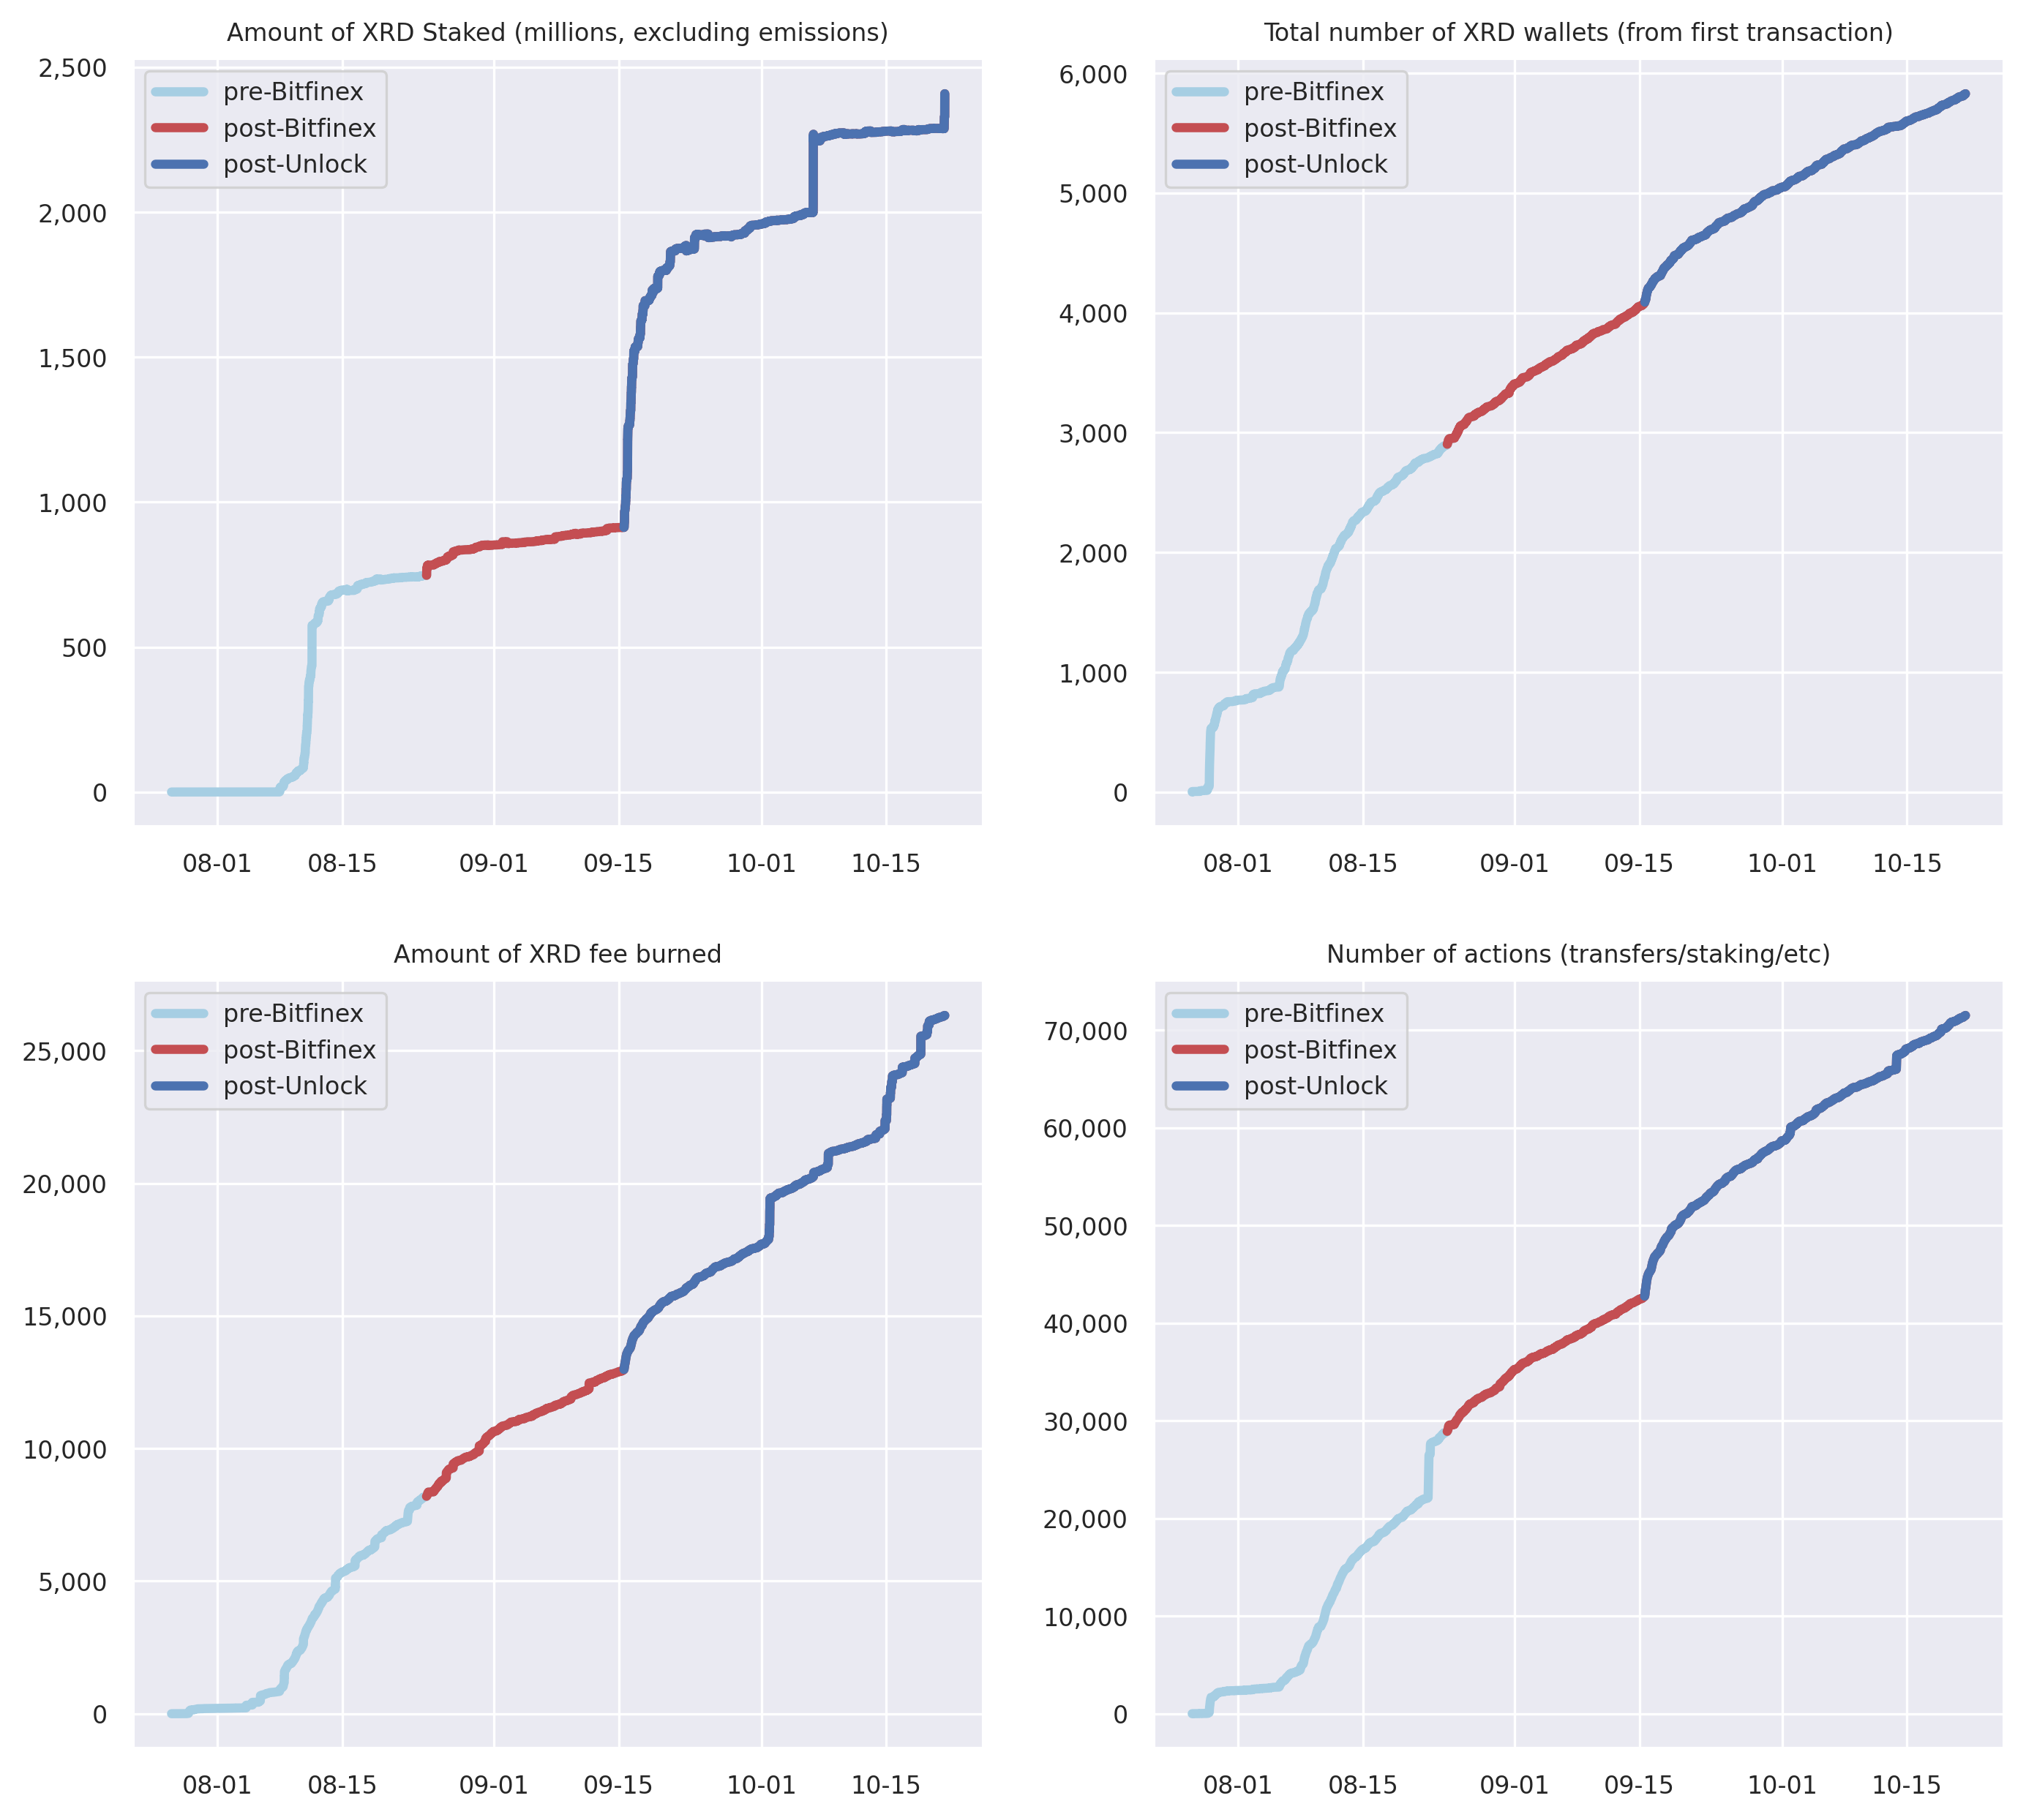 Amount of XRD Staked (millions, excluding emissions)
2,500
2,000
1,500
1,000
500
0
pre-Bitfinex
post-Bitfinex
post-Unlock
08-01 08-15 09-01 09-15 10-01 10-15
Total number of XRD wallets (from first transaction)
6,000
5,000
4,000
3,000
2,000
1,000
0
pre-Bitfinex
post-Bitfinex
post-Unlock
08-01 08-15 09-01 09-15 10-01 10-15
Amount of XRD fee burned
25,000
20,000
15,000
10,000
5,000
0
pre-Bitfinex
post-Bitfinex
post-Unlock
08-01 08-15 09-01 09-15 10-01 10-15
Number of actions (transfers/staking/etc)
70,000
60,000
50,000
40,000
30,000
20,000
10,000
0
pre-Bitfinex
post-Bitfinex
post-Unlock
08-01 08-15 09-01 09-15 10-01 10-15